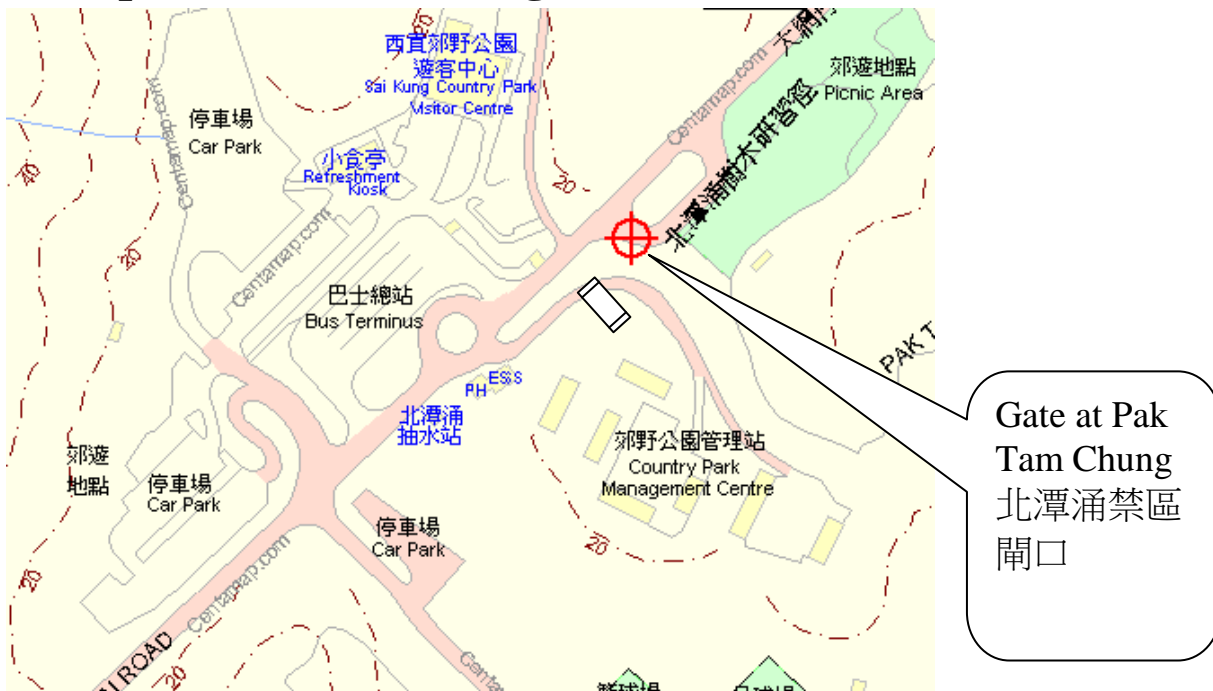 西貢郊野公園
遊客中心
Sai Kung Country Park
Visitor Centre
郊遊地點
Picnic Area
停車場
Car Park
Centamap.com
Centamap.com
小食亭
Refreshment
Kiosk
20
40
北潭涌樹木研習徑
20
Centamap.com
巴士總站
Bus Terminus
PAK T
ESS
PH
北潭涌
抽水站
郊野公園管理站
Country Park
Management Centre
郊遊
地點
停車場
Car Park
停車場
Car Park
20
20
Centamap.com
ROAD
20
Gate at Pak
Tam Chung
北潭涌禁區
閘口